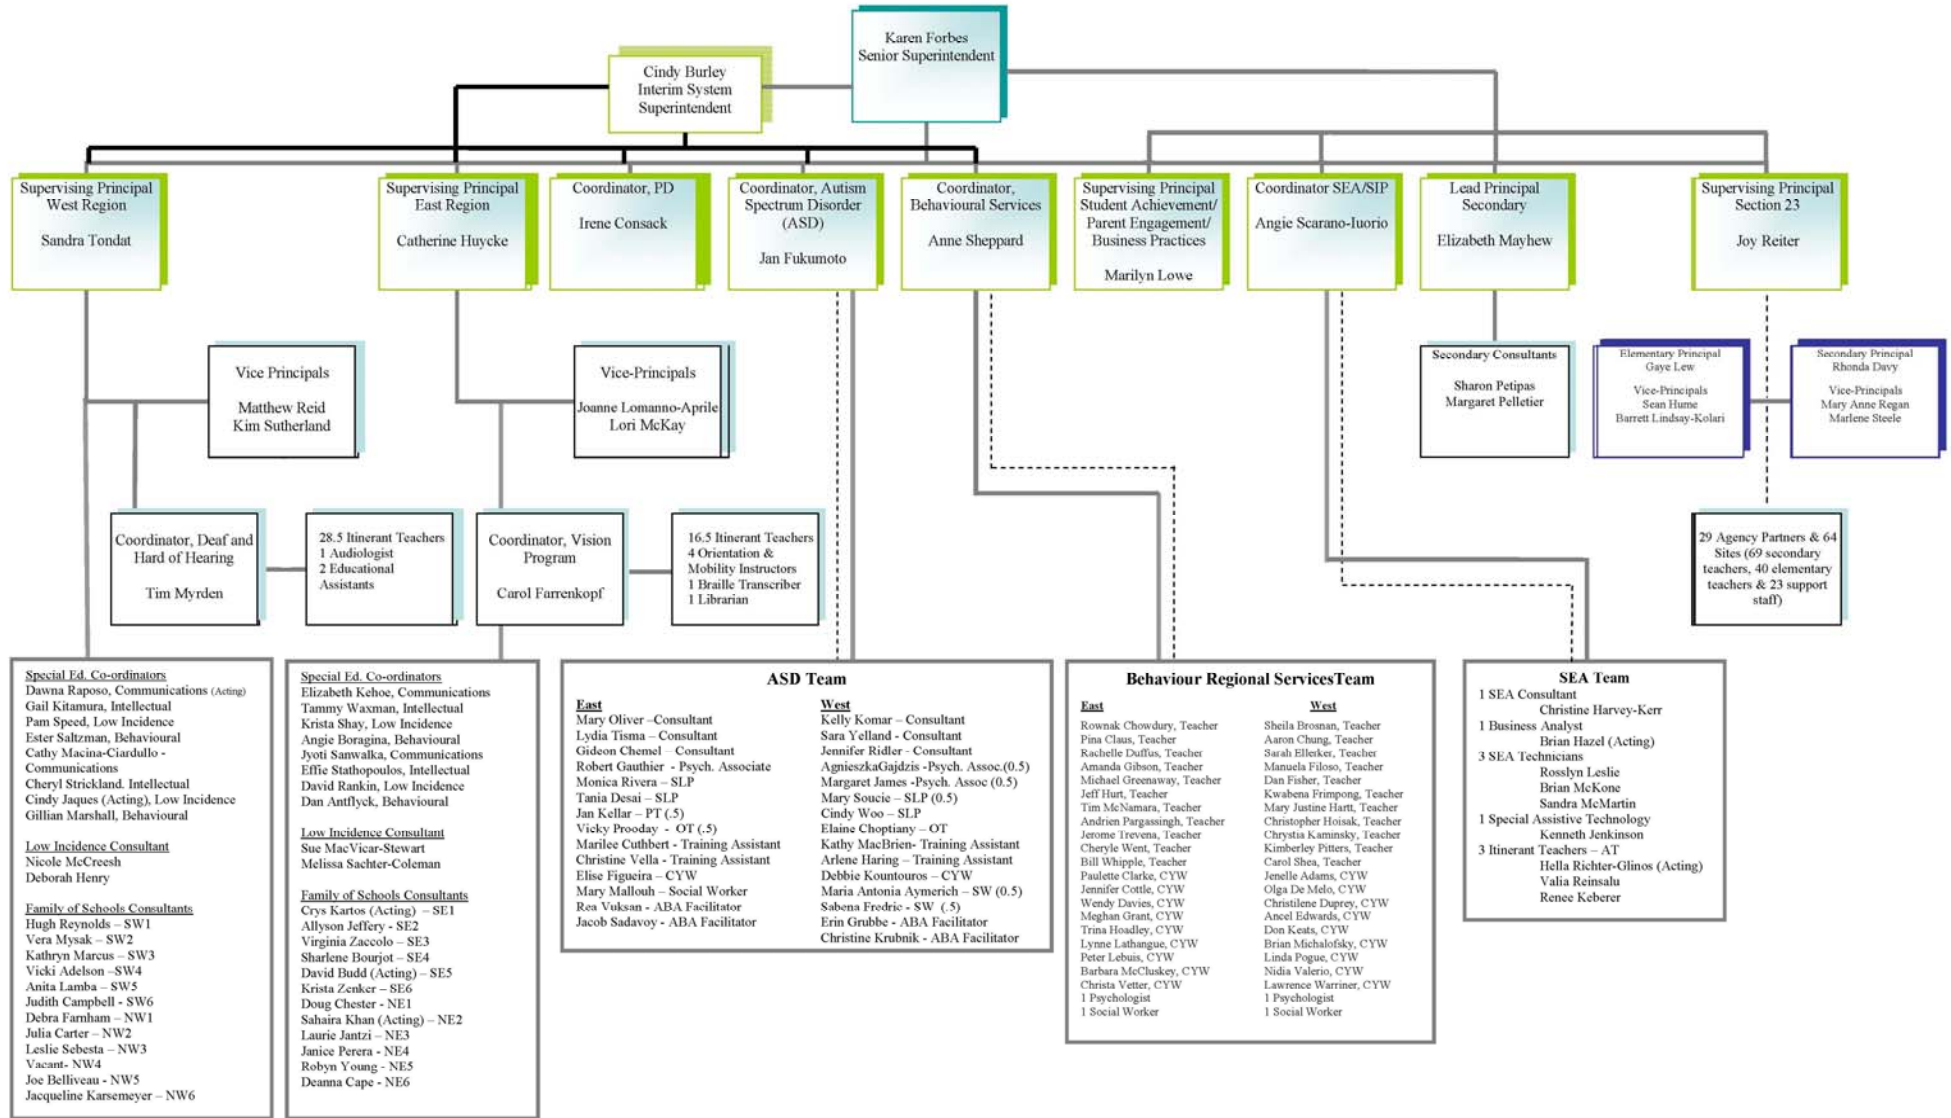 Karen Forbes
Senior Superintendent
Cindy Burley
Interim System
Superintendent
Supervising Principal
West Region
Sandra Tondat
Supervising Principal
East Region
Catherine Huycke
Coordinator, PD
Irene Consack
Coordinator, Autism
Spectrum Disorder
(ASD)
Jan Fukumoto
Coordinator,
Behavioural Services
Anne Sheppard
Supervising Principal
Student Achievement/
Parent Engagement/
Business Practices
Marilyn Lowe
Coordinator SEA/SIP
Angie Scarano-Iuorio
Lead Principal
Secondary
Elizabeth Mayhew
Supervising Principal
Section 23
Joy Reiter
Vice Principals
Matthew Reid
Kim Sutherland
Vice-Principals
Joanne Lomanno-Aprile
Lori McKay
Secondary Consultants
Sharon Petipas
Margaret Pelletier
Elementary Principal
Gaye Lew
Vice-Principals
Sean Hume
Barrett Lindsay-Kolari
Secondary Principal
Rhonda Davy
Vice-Principals
Mary Anne Regan
Marlene Steele
Coordinator, Deaf and
Hard of Hearing
Tim Myrden
28.5 Itinerant Teachers
1 Audiologist
2 Educational
Assistants
Coordinator, Vision
Program
Carol Farrenkopf
16.5 Itinerant Teachers
4 Orientation &
Mobility Instructors
1 Braille Transcriber
1 Librarian
29 Agency Partners & 64
Sites (69 secondary
teachers, 40 elementary
teachers & 23 support
staff)
Special Ed. Co-ordinators
Dawna Raposo, Communications (Acting)
Gail Kitamura, Intellectual
Pam Speed, Low Incidence
Ester Saltzman, Behavioural
Cathy Macina-Ciardullo -
Communications
Cheryl Strickland. Intellectual
Cindy Jaques (Acting), Low Incidence
Gillian Marshall, Behavioural
Low Incidence Consultant
Nicole McCreesh
Deborah Henry
Family of Schools Consultants
Hugh Reynolds – SW1
Vera Mysak – SW2
Kathryn Marcus – SW3
Vicki Adelson –SW4
Anita Lamba – SW5
Judith Campbell - SW6
Debra Farnham – NW1
Julia Carter – NW2
Leslie Sebesta – NW3
Vacant- NW4
Joe Belliveau – NW5
Jacqueline Karsemeyer – NW6
Special Ed. Co-ordinators
Elizabeth Kehoe, Communications
Tammy Waxman, Intellectual
Krista Shay, Low Incidence
Angie Boragina, Behavioural
Jyoti Sanwalka, Communications
Effie Stathopoulos, Intellectual
David Rankin, Low Incidence
Dan Antflyck, Behavioural
Low Incidence Consultant
Sue MacVicar-Stewart
Melissa Sachter-Coleman
Family of Schools Consultants
Crys Kartos (Acting) – SE1
Allyson Jeffery – SE2
Virginia Zaccolo – SE3
Sharlene Bourjot – SE4
David Budd (Acting) – SE5
Krista Zenker – SE6
Doug Chester - NE1
Sahaira Khan (Acting) – NE2
Laurie Jantzi – NE3
Janice Perera - NE4
Robyn Young - NE5
Deanna Cape - NE6
ASD Team
East
Mary Oliver –Consultant
Lydia Tisma – Consultant
Gideon Chemel – Consultant
Robert Gauthier - Psych. Associate
Monica Rivera – SLP
Tania Desai – SLP
Jan Kellar – PT (.5)
Vicky Prooday - OT (.5)
Marilee Cuthbert - Training Assistant
Christine Vella - Training Assistant
Elise Figueira – CYW
Mary Mallouh – Social Worker
Rea Vuksan - ABA Facilitator
Jacob Sadavoy - ABA Facilitator
West
Kelly Komar – Consultant
Sara Yelland - Consultant
Jennifer Ridler - Consultant
AgnieszkaGajdzis -Psych. Assoc.(0.5)
Margaret James -Psych. Assoc (0.5)
Mary Soucie – SLP (0.5)
Cindy Woo – SLP
Elaine Choptiany – OT
Kathy MacBrien- Training Assistant
Arlene Haring – Training Assistant
Debbie Kountouros – CYW
Maria Antonia Aymerich – SW (0.5)
Sabena Fredric - SW (.5)
Erin Grubbe - ABA Facilitator
Christine Krubnik - ABA Facilitator
Behaviour Regional ServicesTeam
East
Rownak Chowdury, Teacher
Pina Claus, Teacher
Rachelle Duffus, Teacher
Amanda Gibson, Teacher
Michael Greenaway, Teacher
Jeff Hurt, Teacher
Tim McNamara, Teacher
Andrien Pargassingh, Teacher
Jerome Trevena, Teacher
Cheryle Went, Teacher
Bill Whipple, Teacher
Paulette Clarke, CYW
Jennifer Cottle, CYW
Wendy Davies, CYW
Meghan Grant, CYW
Trina Hoadley, CYW
Lynne Lathangue, CYW
Peter Lebuis, CYW
Barbara McCluskey, CYW
Christa Vetter, CYW
1 Psychologist
1 Social Worker
West
Sheila Brosnan, Teacher
Aaron Chung, Teacher
Sarah Ellerker, Teacher
Manuela Filoso, Teacher
Dan Fisher, Teacher
Kwabena Frimpong, Teacher
Mary Justine Hartt, Teacher
Christopher Hoisak, Teacher
Chrystia Kaminsky, Teacher
Kimberley Pitters, Teacher
Carol Shea, Teacher
Jenelle Adams, CYW
Olga De Melo, CYW
Christilene Duprey, CYW
Ancel Edwards, CYW
Don Keats, CYW
Brian Michalofsky, CYW
Linda Pogue, CYW
Nidia Valerio, CYW
Lawrence Warriner, CYW
1 Psychologist
1 Social Worker
SEA Team
1 SEA Consultant
Christine Harvey-Kerr
1 Business Analyst
Brian Hazel (Acting)
3 SEA Technicians
Rosslyn Leslie
Brian McKone
Sandra McMartin
1 Special Assistive Technology
Kenneth Jenkinson
3 Itinerant Teachers – AT
Hella Richter-Glinos (Acting)
Valia Reinsalu
Renee Keberer